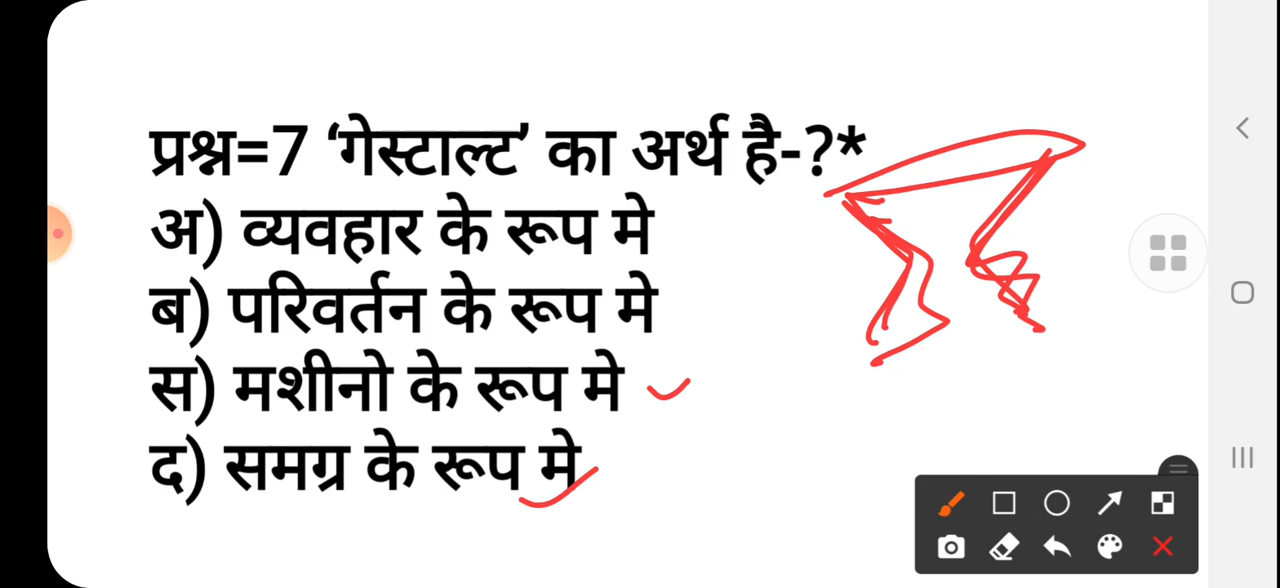 प्रश्न=7 ‘गेस्टाल्ट’ का अर्थ है-?*
अ) व्यवहार के रूप मे
ब) परिवर्तन के रूप मे
स) मशीनो के रूप मे
द) समग्र के रूप मे